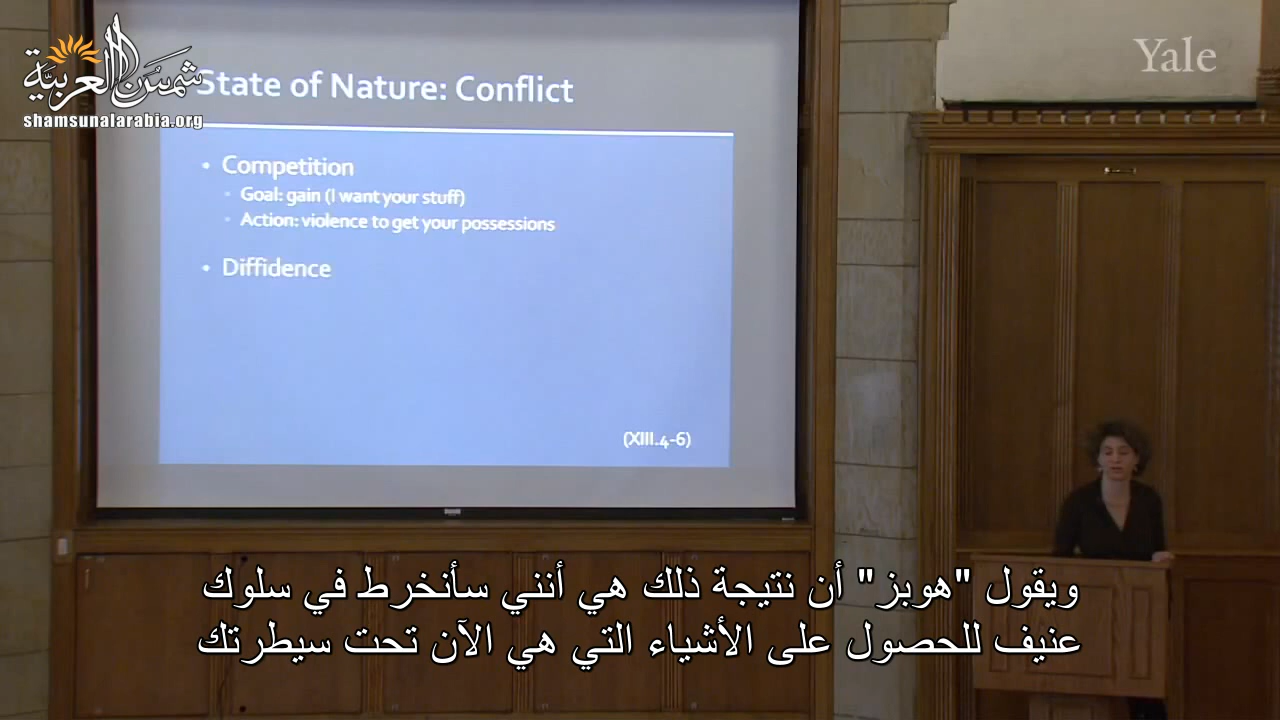 شمس العربية
shamsunalarabia.org
Yale
State of Nature: Conflict
• Competition
• Goal: gain (I want your stuff)
• Action: violence to get your possessions
• Diffidence
(XIII.4-6)
ويقول "هوبز" أن نتيجة ذلك هي أنني سأنخرط في سلوك
عنيف للحصول على الأشياء التي هي الآن تحت سيطرتك